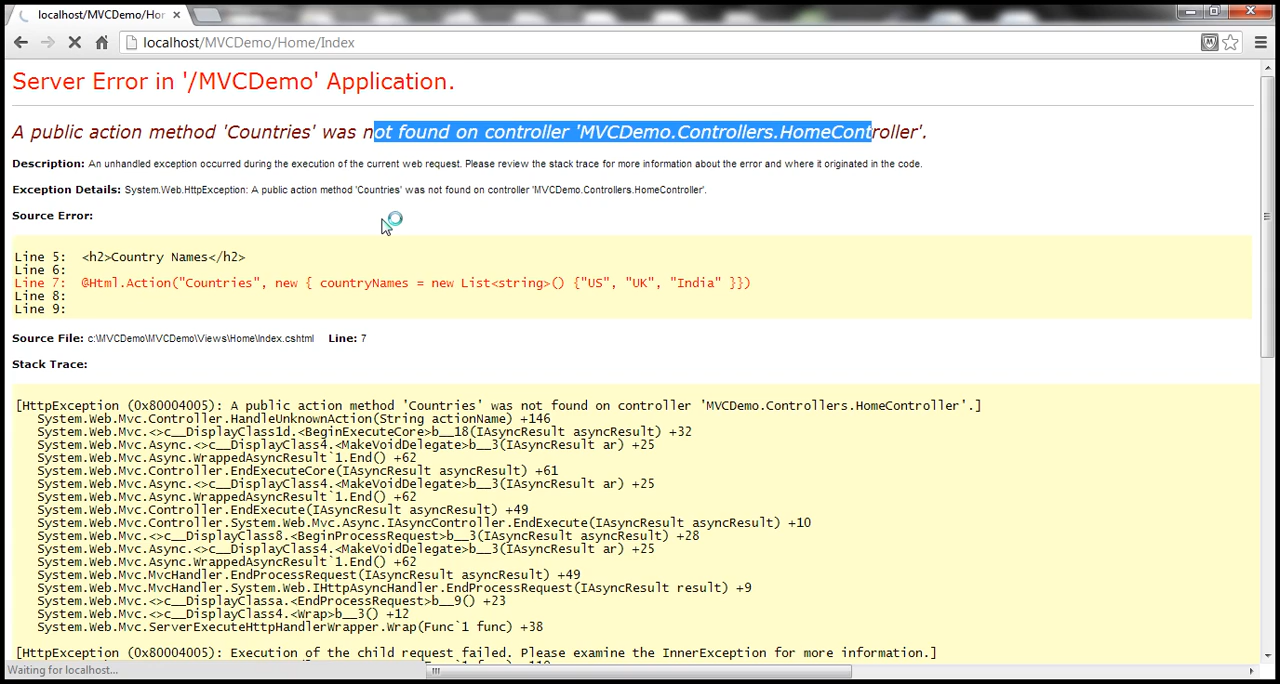 localhost/MVCDemo/Hor
localhost/MVCDemo/Home/Index
Server Error in '/MVCDemo' Application.
A public action method 'Countries' was not found on controller 'MVCDemo.Controllers.HomeController'.
Description: An unhandled exception occurred during the execution of the current web request. Please review the stack trace for more information about the error and where it originated in the code.
Exception Details: System.Web.HttpException: A public action method 'Countries' was not found on controller 'MVCDemo.Controllers.HomeController'.
Source Error:
Line 5:  <h2>Country Names</h2>
Line 6:
Line 7:  @Html.Action("Countries", new { countryNames = new List<string>() {"US", "UK", "India" }})
Line 8:
Line 9:
Source File: c:\MVCDemo\MVCDemo\Views\Home\Index.cshtml    Line: 7
Stack Trace:
[HttpException (0x80004005): A public action method 'Countries' was not found on controller 'MVCDemo.Controllers.HomeController'.]
System.Web.Mvc.Controller.HandleUnknownAction(String actionName) +146
System.Web.Mvc.<>c__DisplayClass1d.<BeginExecuteCore>b__18(IAsyncResult asyncResult) +32
System.Web.Mvc.Async.<>c__DisplayClass4.<MakeVoidDelegate>b__3(IAsyncResult ar) +25
System.Web.Mvc.Async.WrappedAsyncResult`1.End() +62
System.Web.Mvc.Controller.EndExecuteCore(IAsyncResult asyncResult) +61
System.Web.Mvc.Async.<>c__DisplayClass4.<MakeVoidDelegate>b__3(IAsyncResult ar) +25
System.Web.Mvc.Async.WrappedAsyncResult`1.End() +62
System.Web.Mvc.Controller.EndExecute(IAsyncResult asyncResult) +49
System.Web.Mvc.Controller.System.Web.Mvc.Async.IAsyncController.EndExecute(IAsyncResult asyncResult) +10
System.Web.Mvc.<>c__DisplayClass8.<BeginProcessRequest>b__3(IAsyncResult asyncResult) +28
System.Web.Mvc.Async.<>c__DisplayClass4.<MakeVoidDelegate>b__3(IAsyncResult ar) +25
System.Web.Mvc.Async.WrappedAsyncResult`1.End() +62
System.Web.Mvc.MvcHandler.EndProcessRequest(IAsyncResult asyncResult) +49
System.Web.Mvc.MvcHandler.System.Web.IHttpAsyncHandler.EndProcessRequest(IAsyncResult result) +9
System.Web.Mvc.<>c__DisplayClassa.<EndProcessRequest>b__9() +23
System.Web.Mvc.<>c__DisplayClass4.<Wrap>b__3() +12
System.Web.Mvc.ServerExecuteHttpHandlerWrapper.Wrap(Func`1 func) +38
[HttpException (0x80004005): Execution of the child request failed. Please examine the InnerException for more information.]
Waiting for localhost...